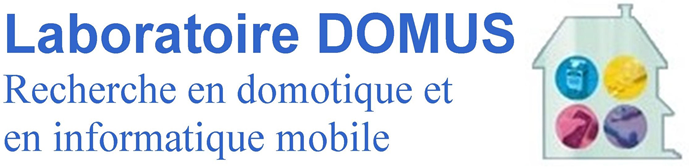 Laboratoire DOMUS
Recherche en domotique et
en informatique mobile